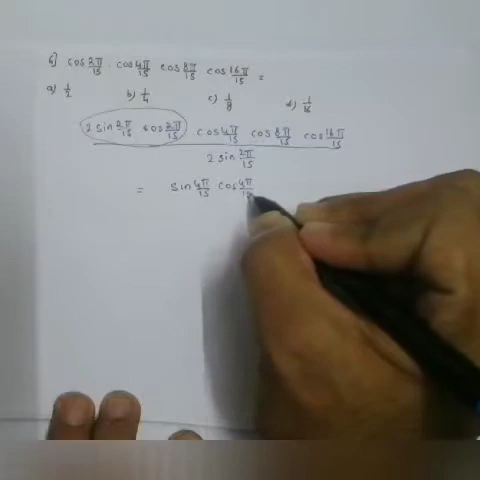 6] cos 2π/15 . cos 4π/15 cos 8π/15 cos 16π/15 =
a) 1/2 b) 1/4 c) 1/8 d) 1/16
2 sin 2π/15 cos 2π/15 cos 4π/15 cos 8π/15 cos 16π/15
2 sin 2π/15
= sin 4π/15 cos 4π